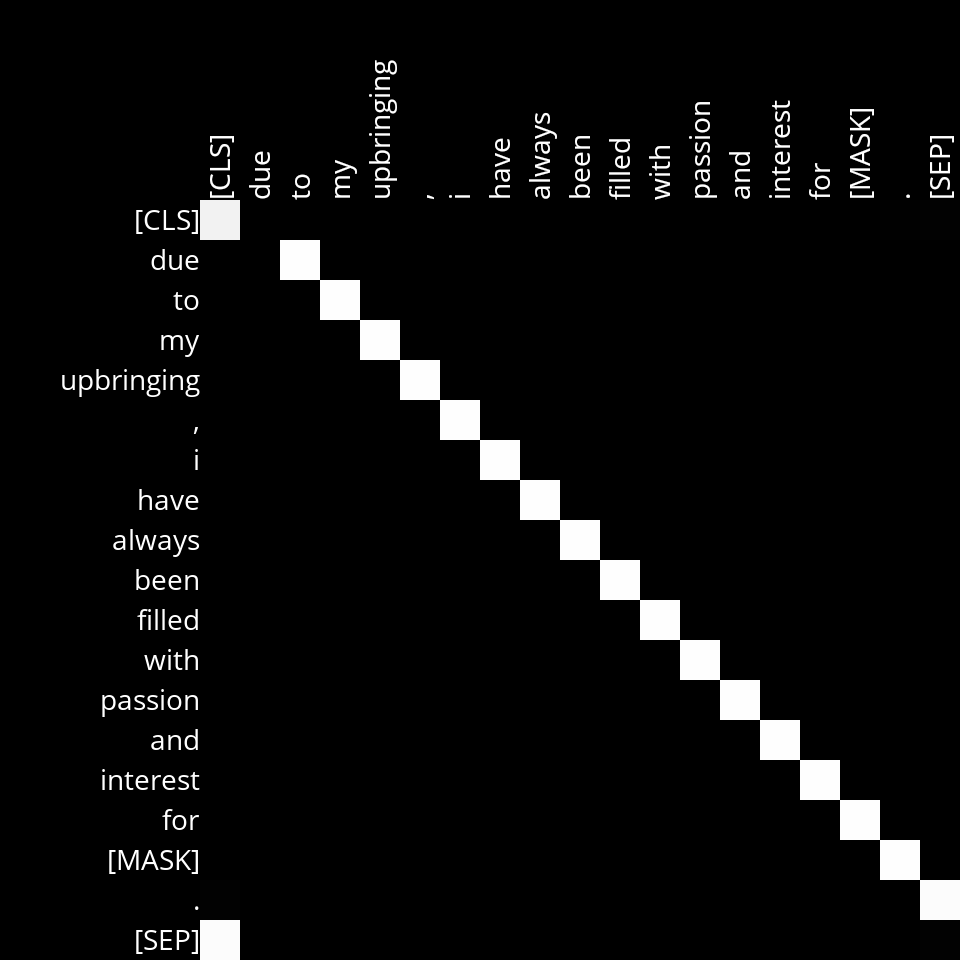 [CLS]
due
to
my
upbringing
,
i
have
always
been
filled
with
passion
and
interest
for
[MASK]
.
[SEP]
[CLS]
due
to
my
upbringing
,
i
have
always
been
filled
with
passion
and
interest
for
[MASK]
.
[SEP]